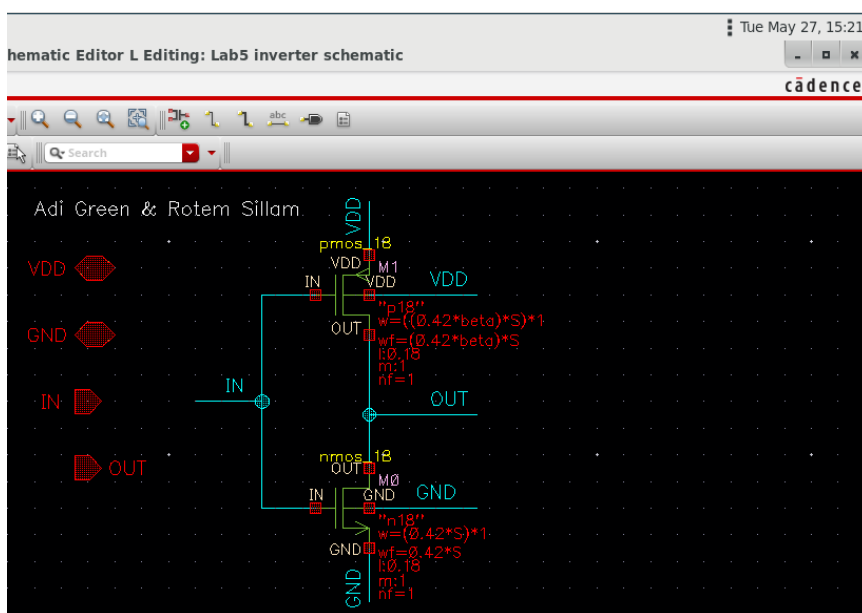 Tue May 27, 15:21
hematic Editor L Editing: Lab5 inverter schematic
cādence
abc
Search
Adi Green & Rotem Sillam
VDD
pmos_18
VDD
VDD
M1
IN
VDD
VDD
"p18"
w=((0.42*beta)*S)*1
GND
OUT
wf=(0.42*beta)*S
l:0.18
m:1
nf=1
IN
IN
OUT
nmos_18
OUT
OUT
M0
IN
GND
GND
"n18"
w=(0.42*S)*1
GND
wf=0.42*S
l:0.18
m:1
nf=1
GND